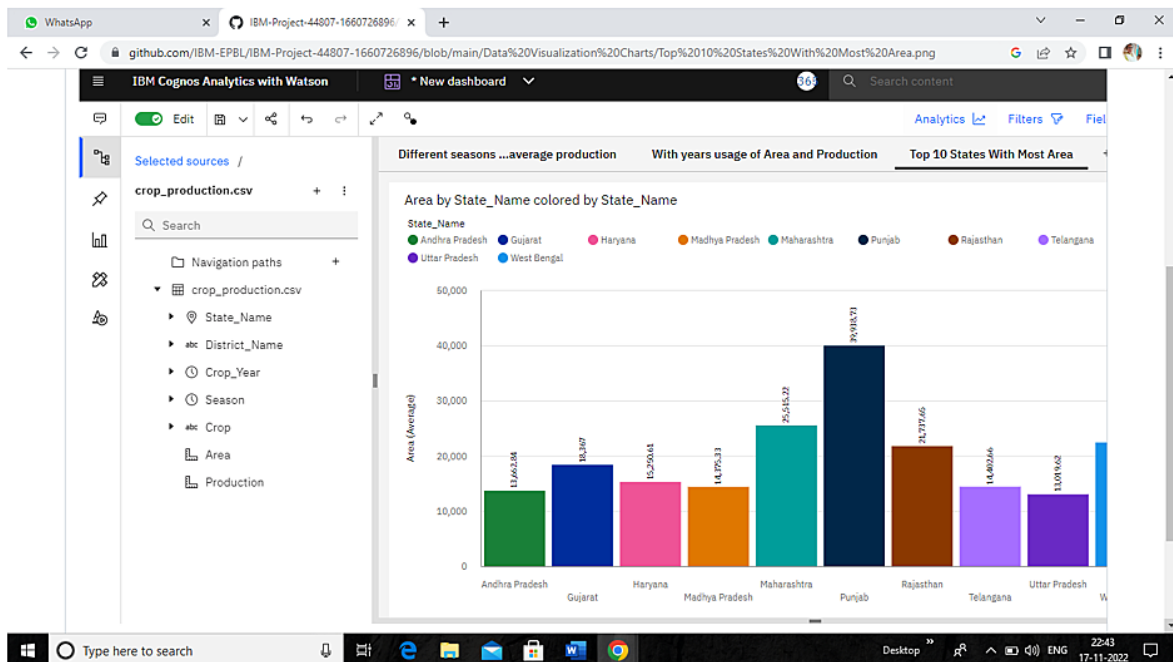 WhatsApp
IBM-Project-44807-1660726896/
github.com/IBM-EPBL/IBM-Project-44807-1660726896/blob/main/Data%20Visualization%20Charts/Top%2010%20States%20With%20Most%20Area.png
IBM Cognos Analytics with Watson
* New dashboard
365
Search content
Edit
Analytics
Filters
Fiel
Selected sources /
crop_production.csv
Search
Navigation paths
crop_production.csv
State_Name
abc District_Name
Crop_Year
Season
abc Crop
Area
Production
Different seasons ...average production
With years usage of Area and Production
Top 10 States With Most Area
Area by State_Name colored by State_Name
State_Name
Andhra Pradesh Gujarat Haryana Madhya Pradesh Maharashtra Punjab Rajasthan Telangana
Uttar Pradesh West Bengal
Area (Average)
50,000
40,000
30,000
20,000
10,000
0
13,662.84
18,367
15,250.61
14,375.33
25,515.22
39,918.71
21,737.65
14,402.66
13,019.62
Andhra Pradesh
Gujarat
Haryana
Madhya Pradesh
Maharashtra
Punjab
Rajasthan
Telangana
Uttar Pradesh
W
Type here to search
Desktop
ENG
22:43
17-11-2022